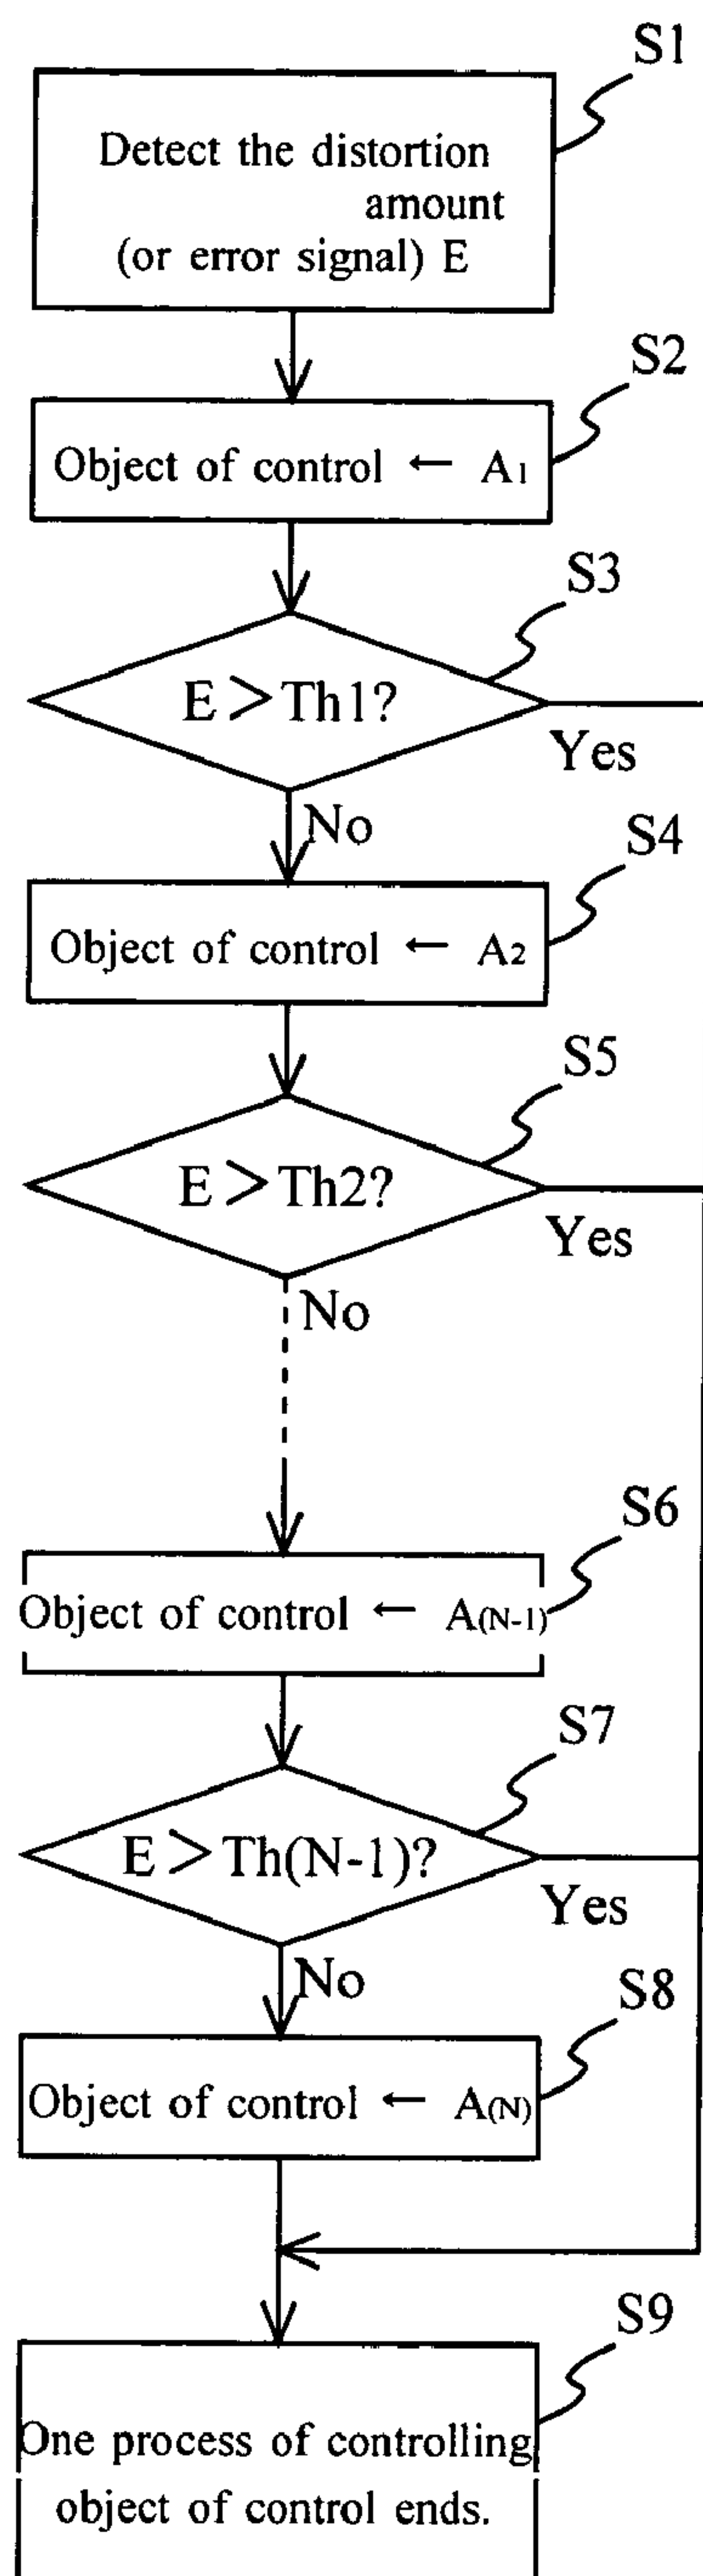 S1
Detect the distortion
amount
(or error signal) E
S2
Object of control ← A1
S3
E > Th1?
Yes
No
S4
Object of control ← A2
S5
E > Th2?
Yes
No
S6
Object of control ← A(N-1)
S7
E > Th(N-1)?
Yes
No
S8
Object of control ← A(N)
S9
One process of controlling
object of control ends.